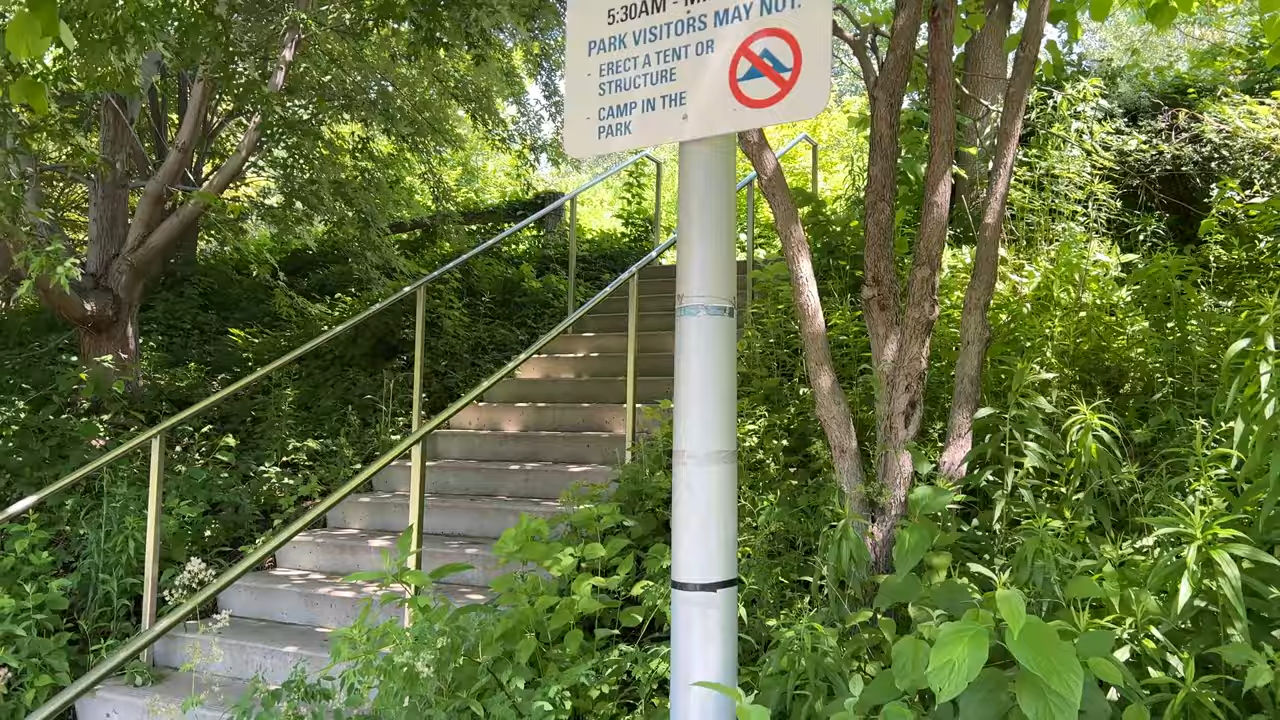 5:30AM -
PARK VISITORS MAY NOT:
- ERECT A TENT OR
STRUCTURE
- CAMP IN THE
PARK